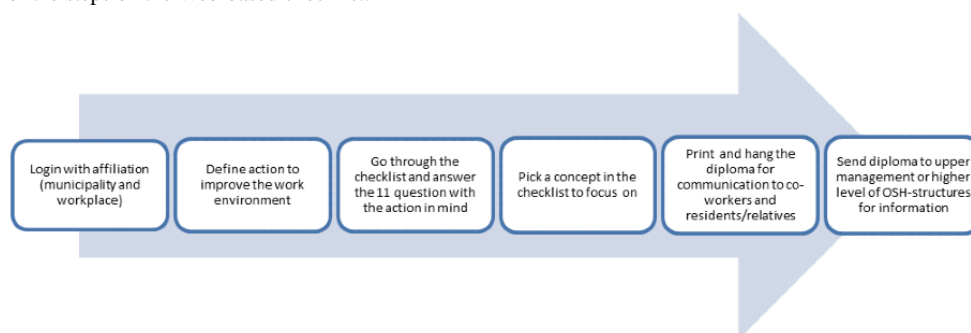 Login with affiliation
(municipality and
workplace)
Define action to
improve the work
environment
Go through the
checklist and answer
the 11 question with
the action in mind
Pick a concept in the
checklist to focus on
Print and hang the
diploma for
communication to co-
workers and
residents/relatives
Send diploma to upper
management or higher
level of OSH-structures
for information